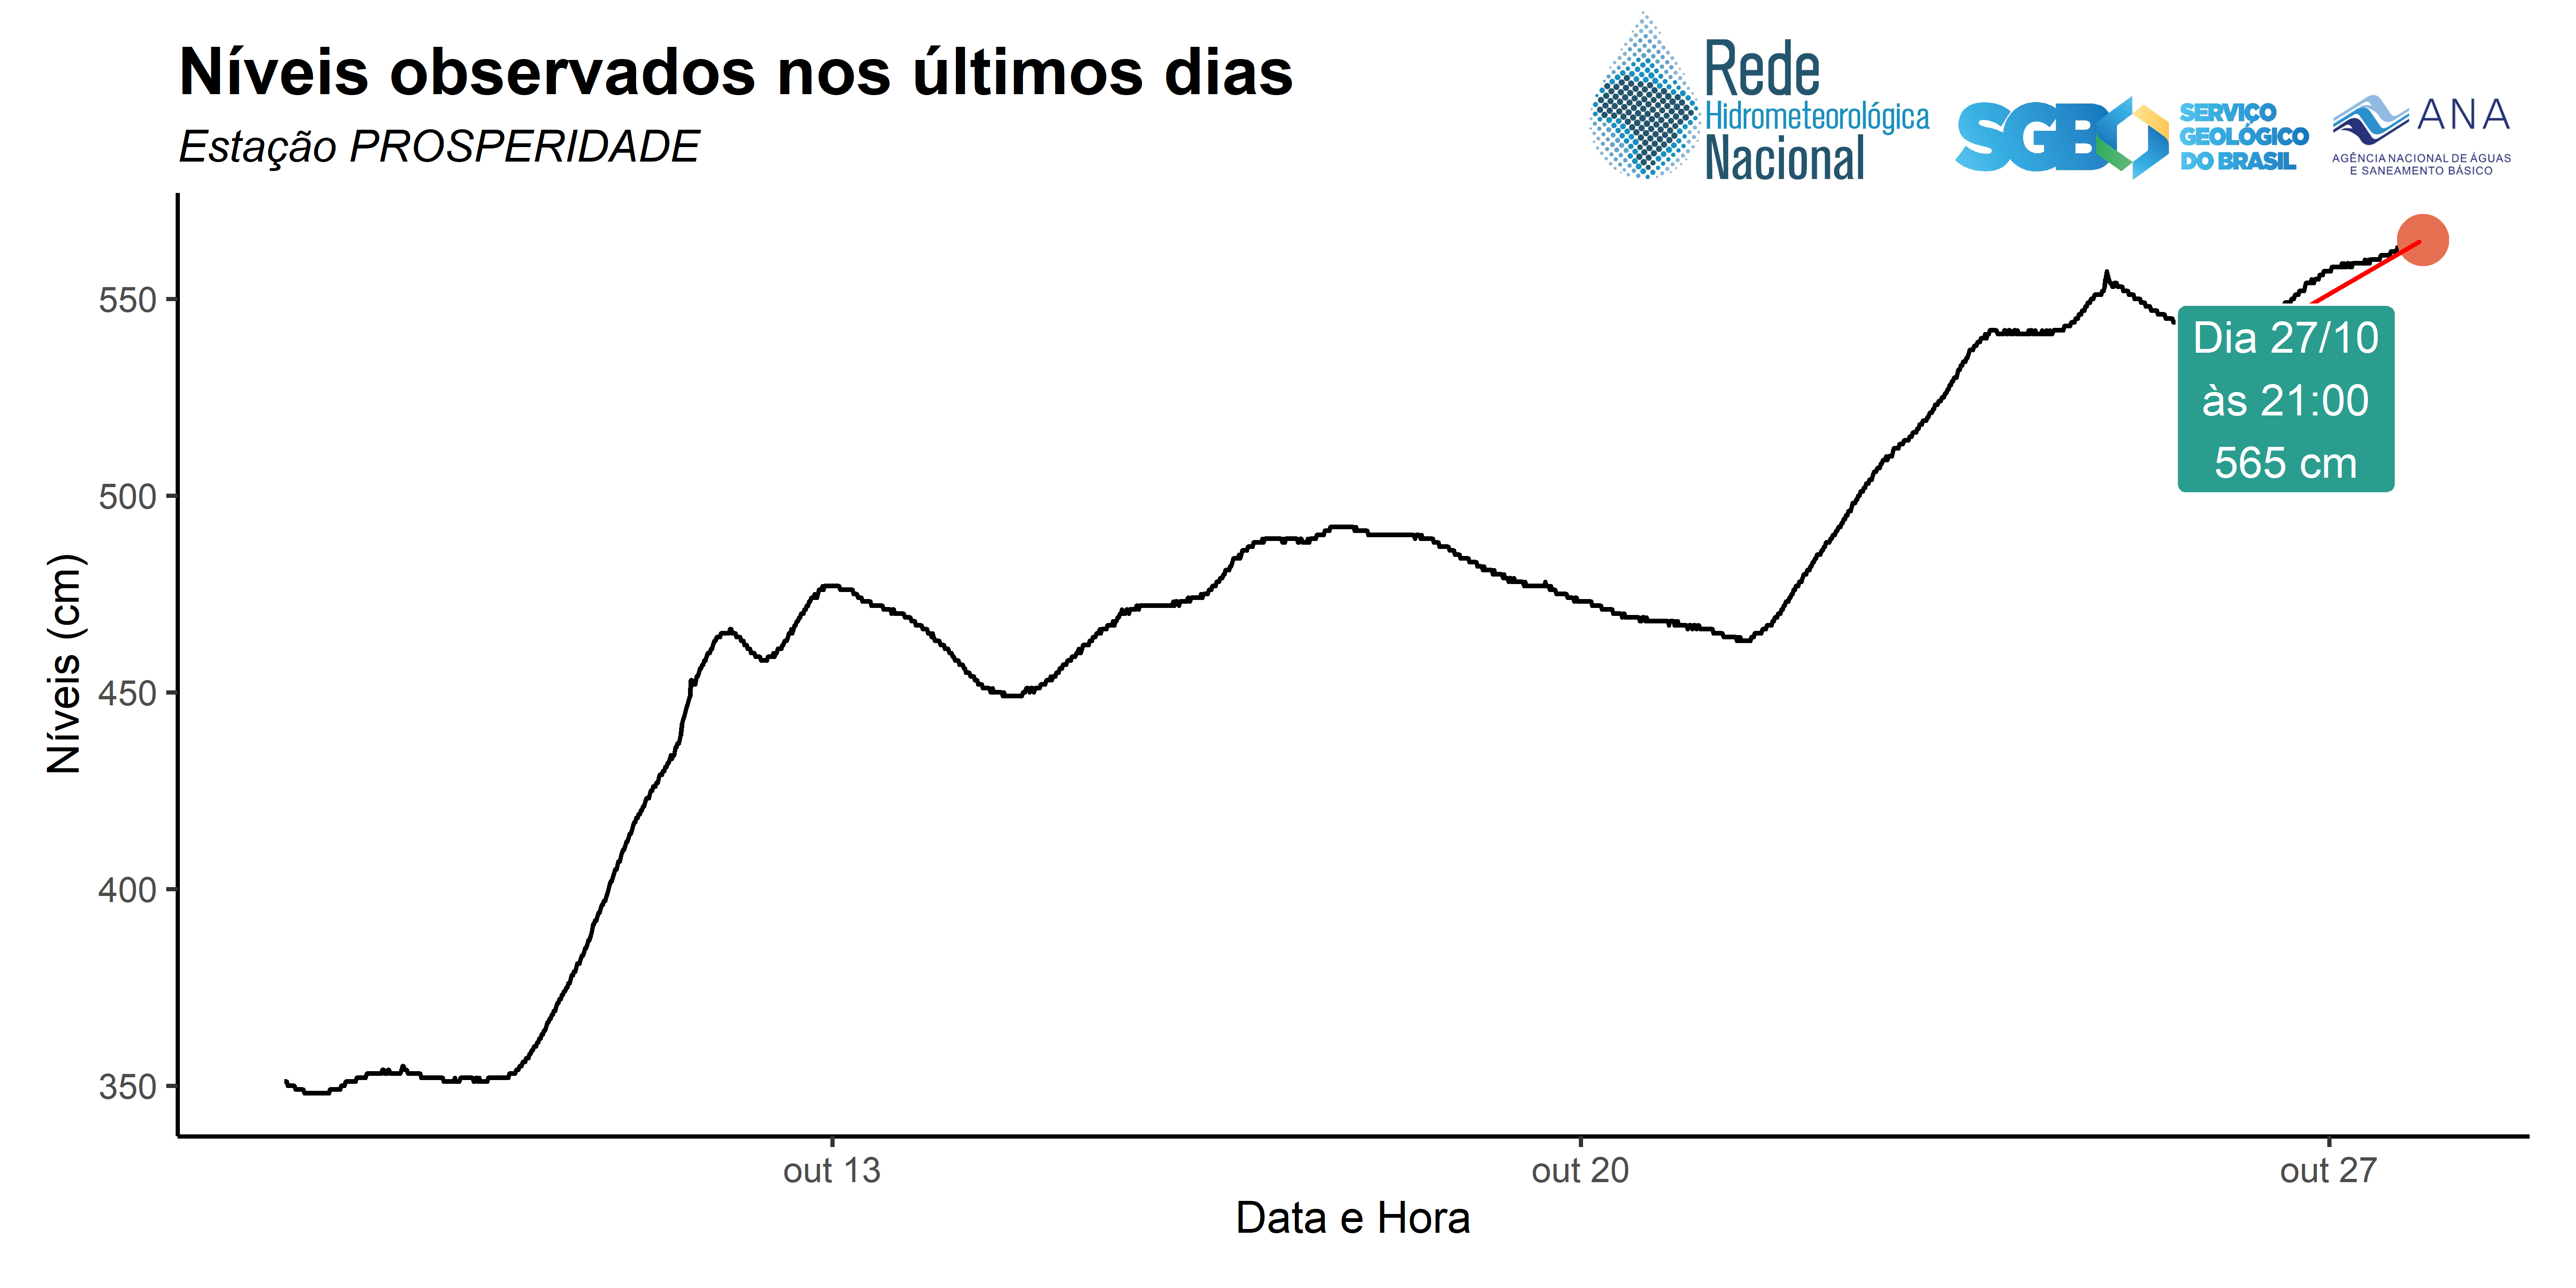 Níveis observados nos últimos dias
Estação PROSPERIDADE
Rede
Hidrometeorológica
Nacional
SGB
SERVIÇO
GEOLÓGICO
DO BRASIL
ANA
AGÊNCIA NACIONAL DE ÁGUAS
E SANEAMENTO BÁSICO
Níveis (cm)
550
500
450
400
350
Dia 27/10
às 21:00
565 cm
out 13
out 20
out 27
Data e Hora